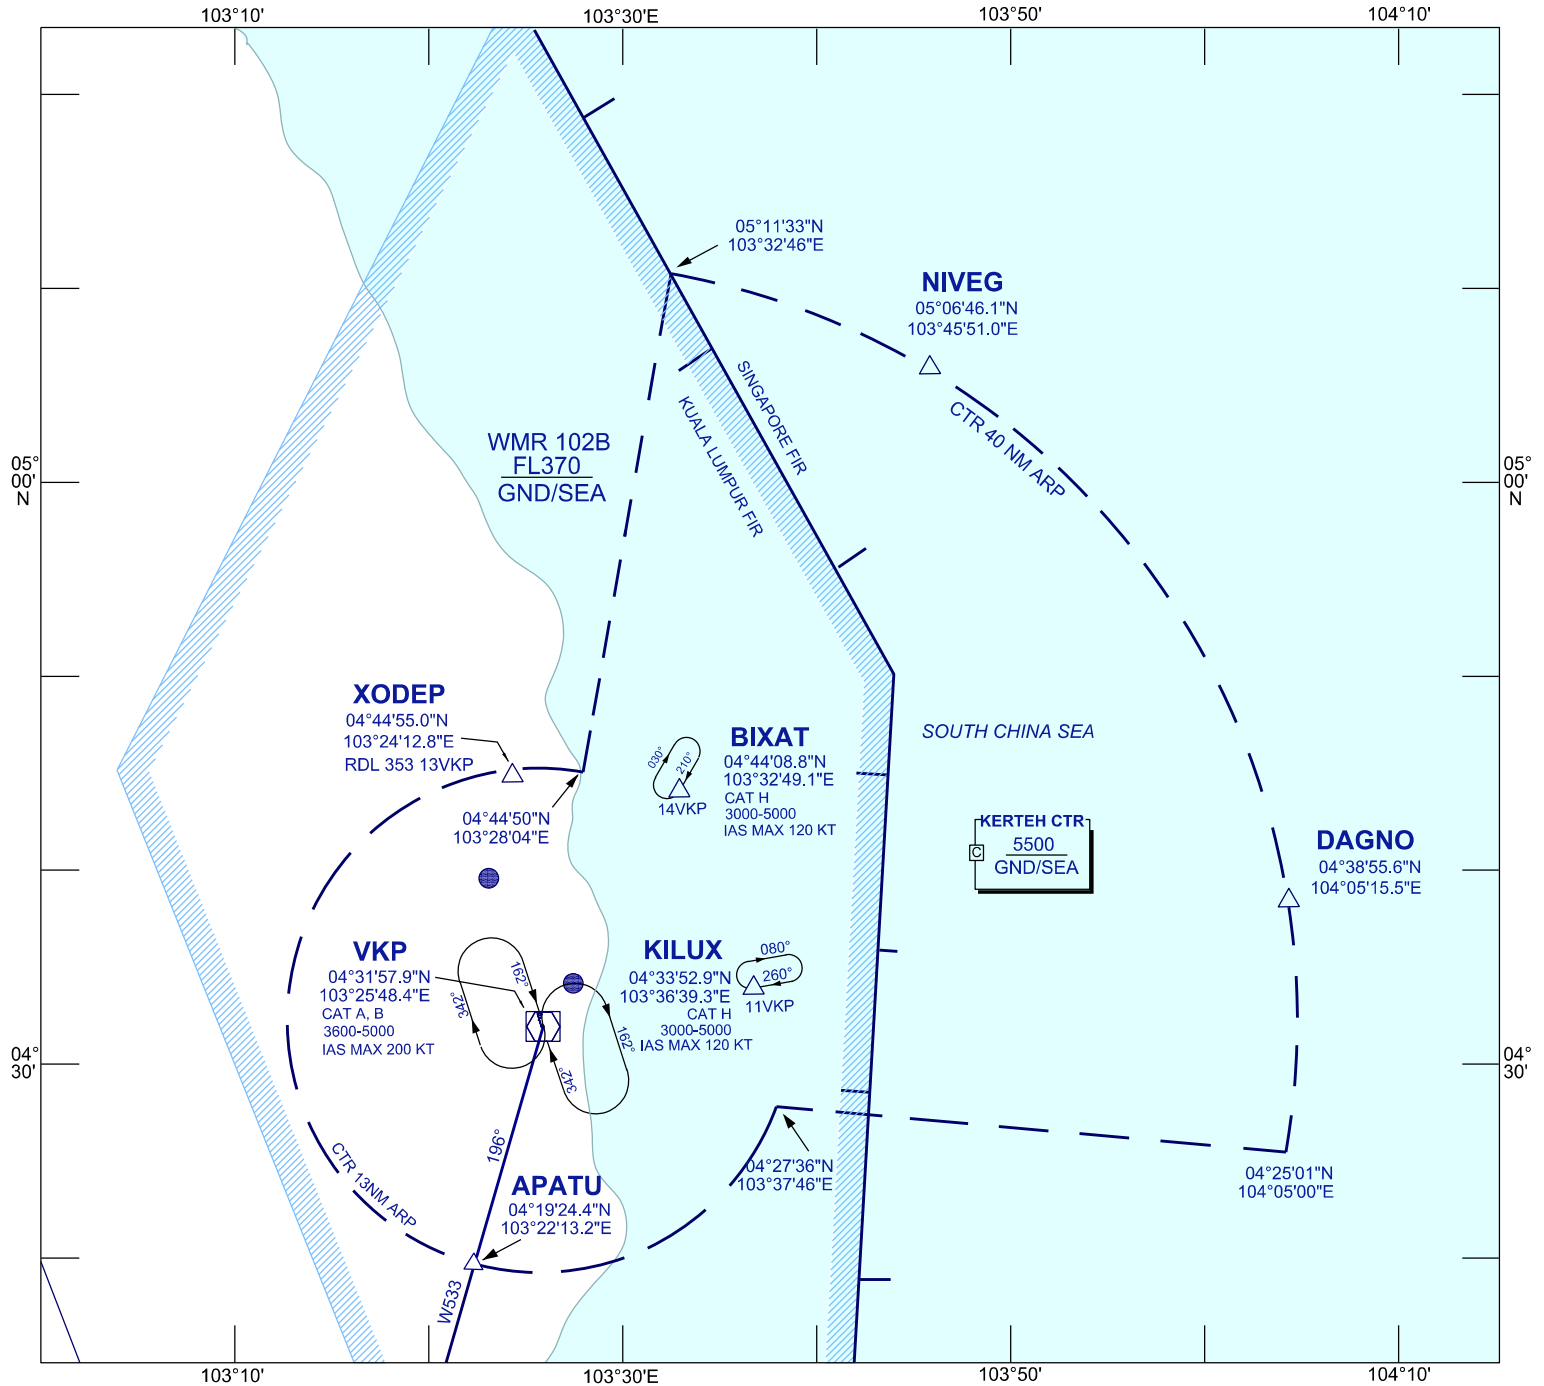 103°10'
103°30'E
103°50'
104°10'
05°11'33"N
103°32'46"E
NIVEG
05°06'46.1"N
103°45'51.0"E
SINGAPORE FIR
KUALA LUMPUR FIR
CTR 40 NM ARP
WMR 102B
FL370
GND/SEA
05°
00'
N
05°
00'
N
XODEP
04°44'55.0"N
103°24'12.8"E
RDL 353 13VKP
04°44'50"N
103°28'04"E
030°
210°
14VKP
BIXAT
04°44'08.8"N
103°32'49.1"E
CAT H
3000-5000
IAS MAX 120 KT
SOUTH CHINA SEA
KERTEH CTR
C
5500
GND/SEA
DAGNO
04°38'55.6"N
104°05'15.5"E
VKP
04°31'57.9"N
103°25'48.4"E
CAT A, B
3600-5000
IAS MAX 200 KT
162°
342°
162°
342°
KILUX
04°33'52.9"N
103°36'39.3"E
CAT H
3000-5000
IAS MAX 120 KT
080°
260°
11VKP
04°
30'
04°
30'
CTR 13NM ARP
196°
APATU
04°19'24.4"N
103°22'13.2"E
W533
04°27'36"N
103°37'46"E
04°25'01"N
104°05'00"E
103°10'
103°30'E
103°50'
104°10'